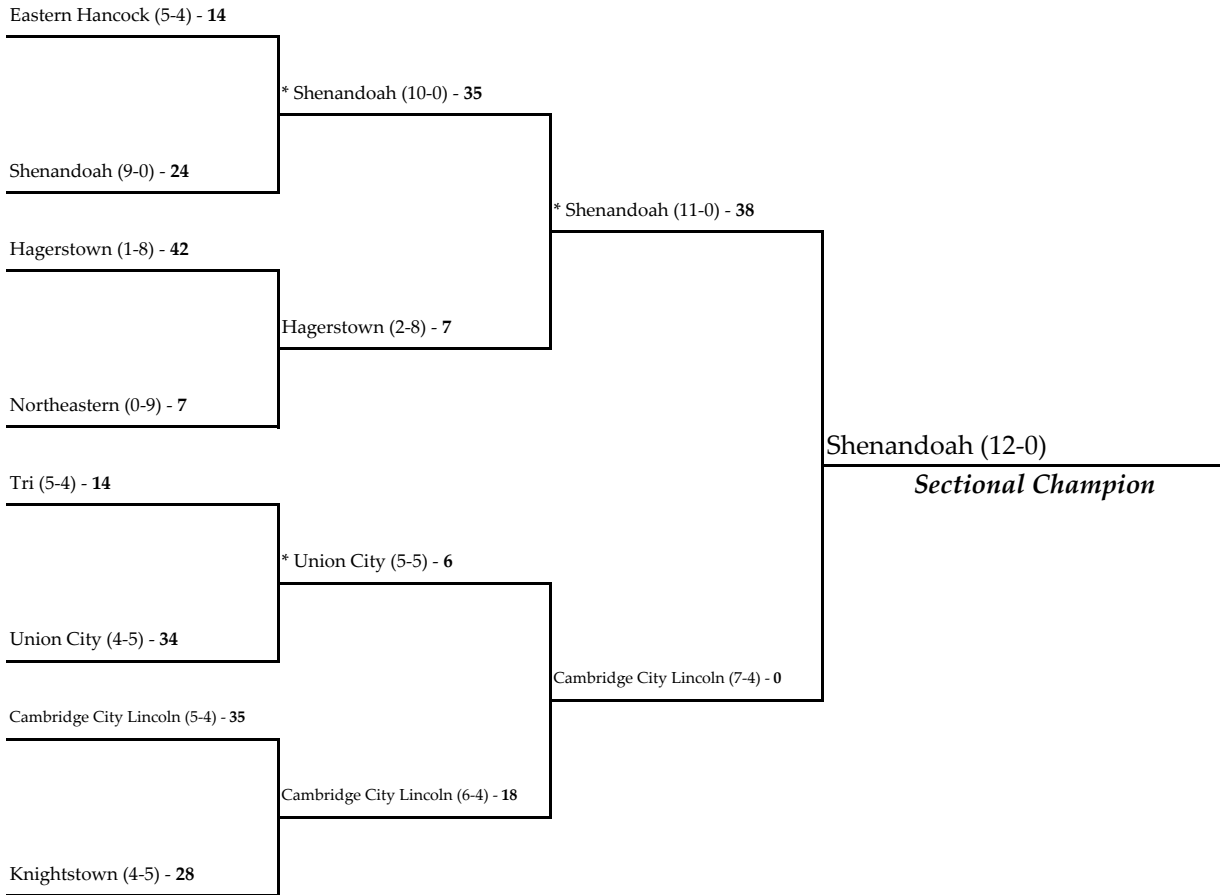 Eastern Hancock (5-4) - 14
* Shenandoah (10-0) - 35
Shenandoah (9-0) - 24
* Shenandoah (11-0) - 38
Hagerstown (1-8) - 42
Hagerstown (2-8) - 7
Northeastern (0-9) - 7
Shenandoah (12-0)
Sectional Champion
Tri (5-4) - 14
* Union City (5-5) - 6
Union City (4-5) - 34
Cambridge City Lincoln (7-4) - 0
Cambridge City Lincoln (5-4) - 35
Cambridge City Lincoln (6-4) - 18
Knightstown (4-5) - 28